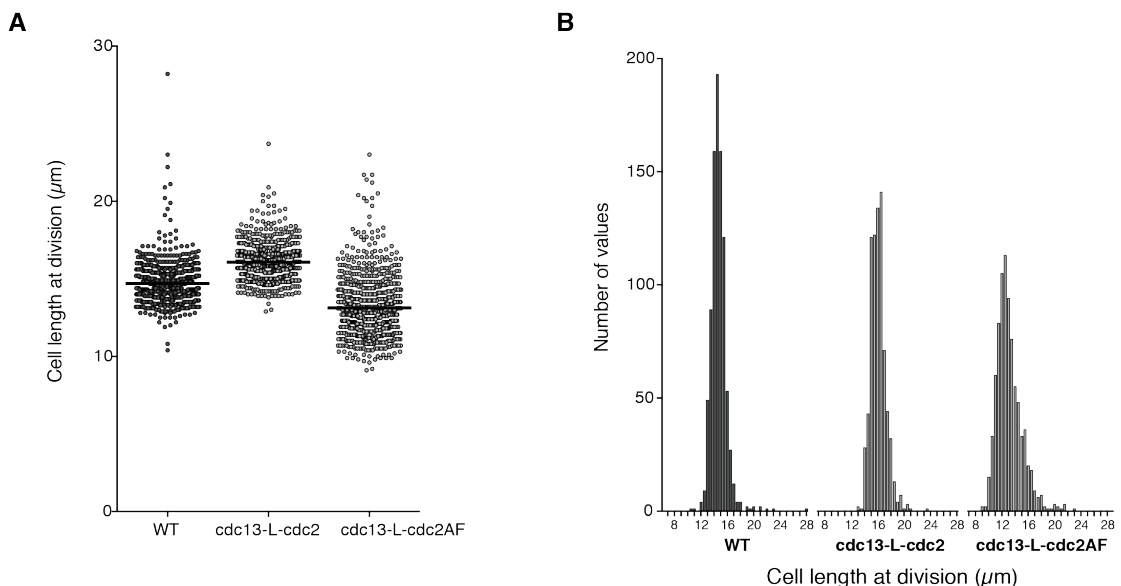 A
B
30
20
10
0
Cell length at division (µm)
WT cdc13-L-cdc2 cdc13-L-cdc2AF
200
150
100
50
0
Number of values
8 12 16 20 24 28 8 12 16 20 24 28 8 12 16 20 24 28
WT cdc13-L-cdc2 cdc13-L-cdc2AF
Cell length at division (µm)